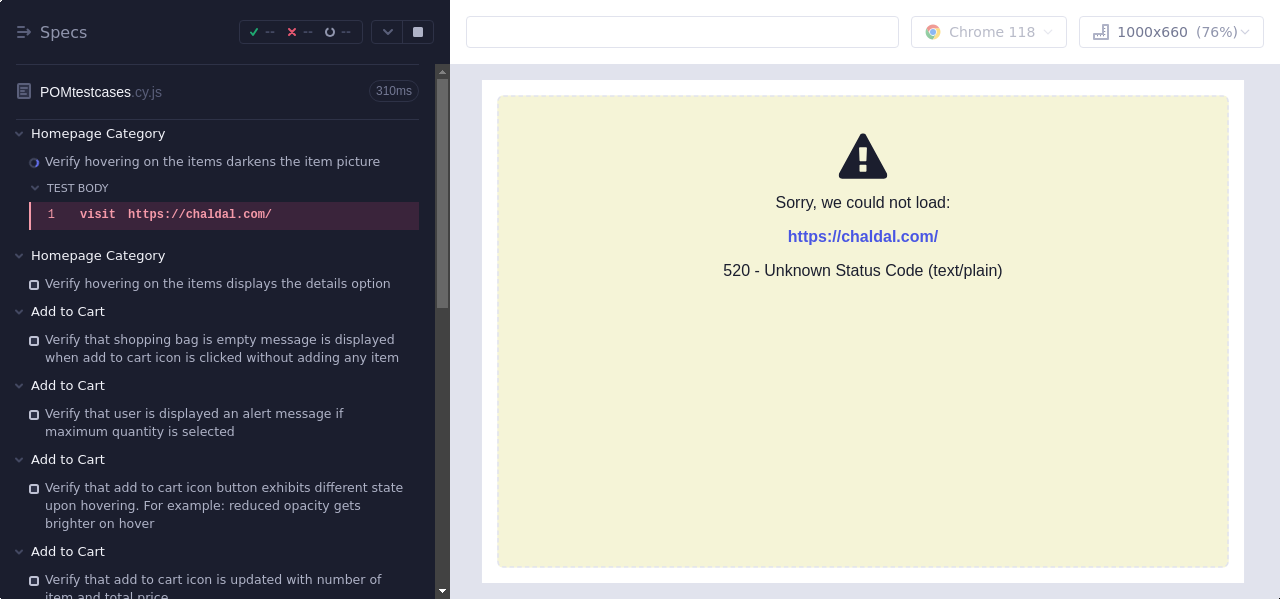 Specs
--
--
--
Chrome 118
1000x660 (76%)
POMtestcases.cy.js
310ms
Homepage Category
Verify hovering on the items darkens the item picture
TEST BODY
1 visit https://chaldal.com/
Homepage Category
Verify hovering on the items displays the details option
Add to Cart
Verify that shopping bag is empty message is displayed
when add to cart icon is clicked without adding any item
Add to Cart
Verify that user is displayed an alert message if
maximum quantity is selected
Add to Cart
Verify that add to cart icon button exhibits different state
upon hovering. For example: reduced opacity gets
brighter on hover
Add to Cart
Verify that add to cart icon is updated with number of
item and total price
Sorry, we could not load:
https://chaldal.com/
520 - Unknown Status Code (text/plain)